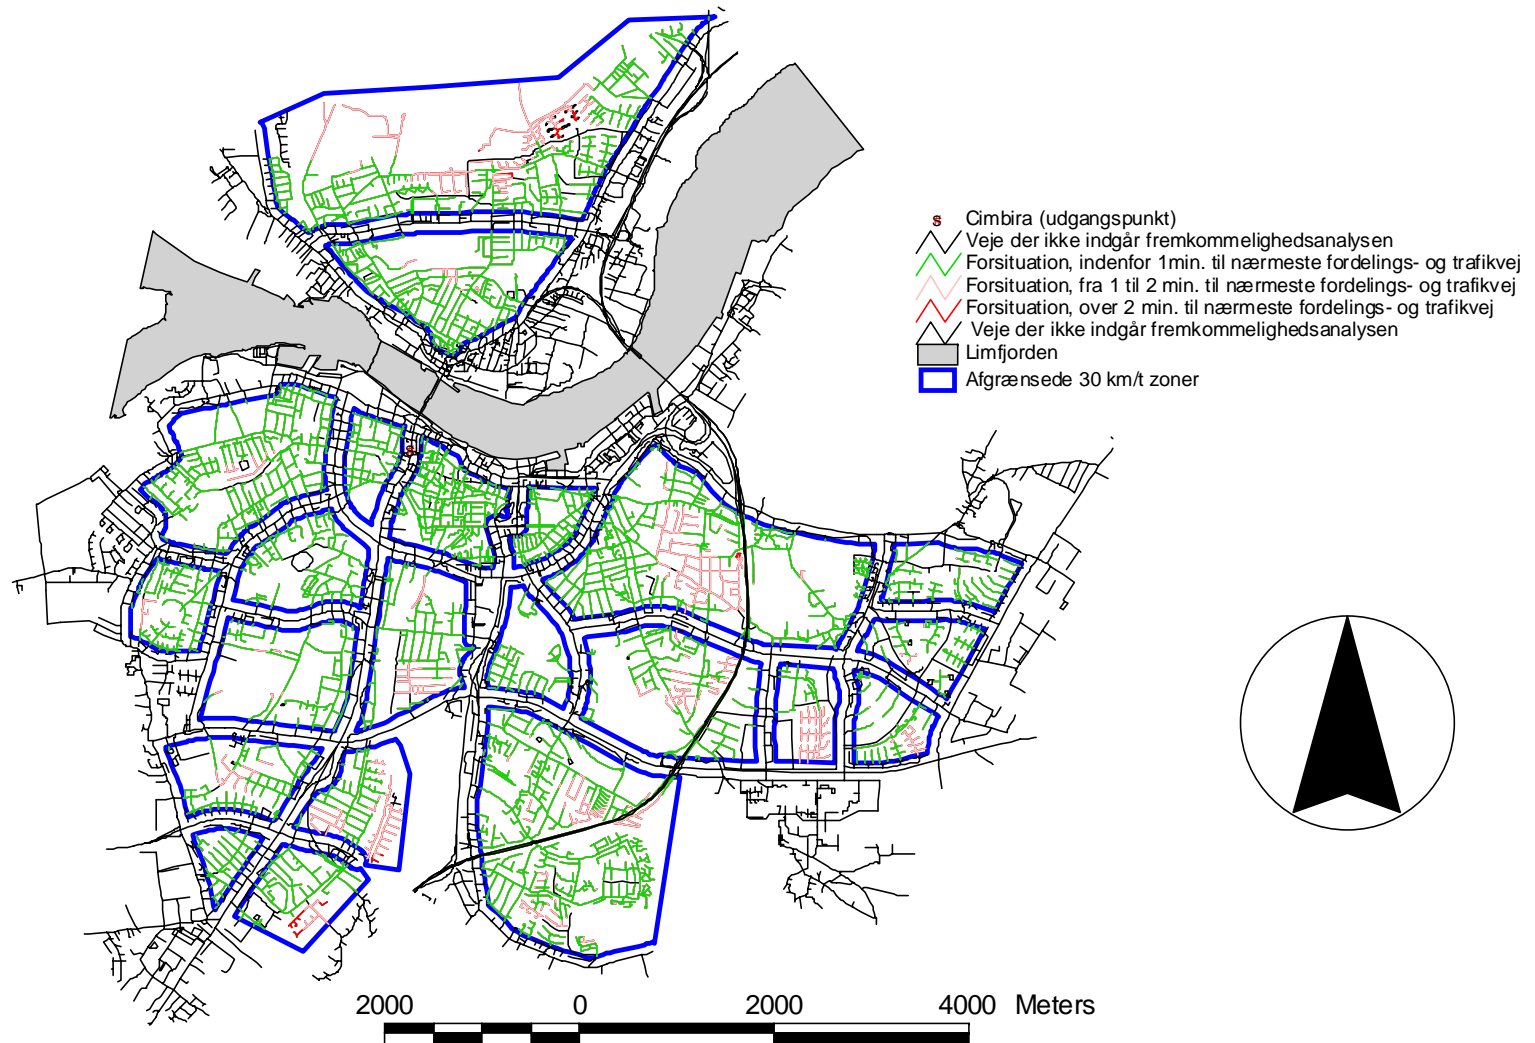 Cimbira (udgangspunkt)
Veje der ikke indgår fremkommelighedsanalysen
Forsituation, indenfor 1min. til nærmeste fordelings- og trafikvej
Forsituation, fra 1 til 2 min. til nærmeste fordelings- og trafikvej
Forsituation, over 2 min. til nærmeste fordelings- og trafikvej
Veje der ikke indgår fremkommelighedsanalysen
Limfjorden
Afgrænsede 30 km/t zoner
2000 0 2000 4000 Meters